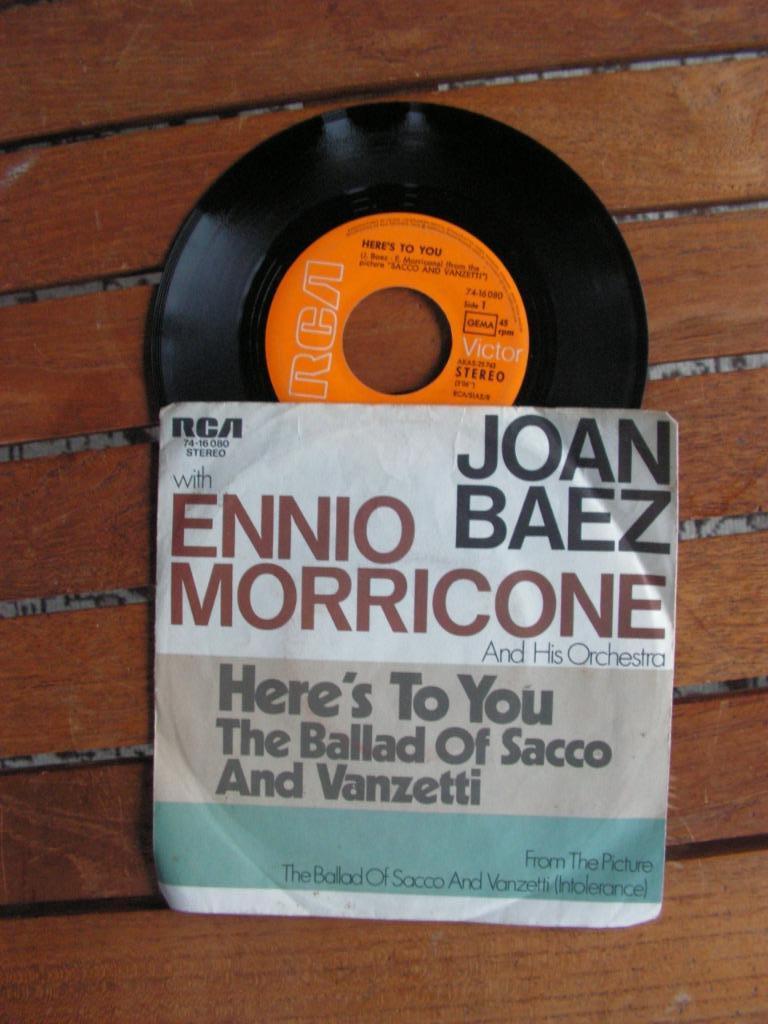 HERE'S TO YOU
(J. Baez - E. Morricone) (from the
picture "SACCO AND VANZETTI")
RCA
74-16080
Side 1
GEMA 45
rpm
Victor
STEREO
RCA
74-16 080
STEREO
with
JOAN
BAEZ
ENNIO
MORRICONE
And His Orchestra
Here's To You
The Ballad Of Sacco
And Vanzetti
From The Picture
The Ballad Of Sacco And Vanzetti (Intolerance)